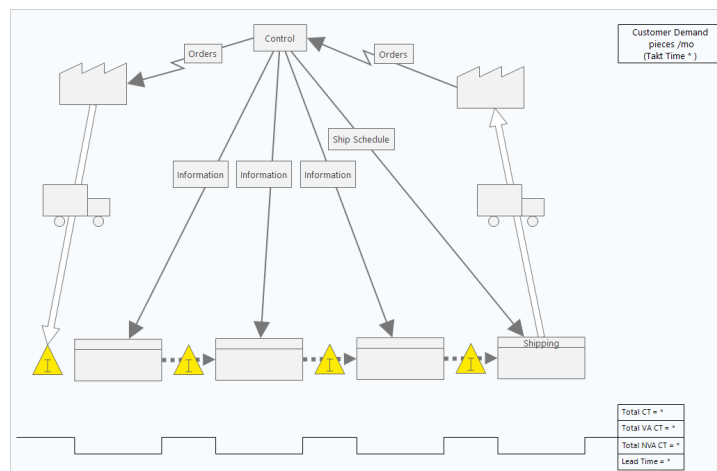 Control
Customer Demand
pieces /mo
(Takt Time * )
Orders
Orders
Ship Schedule
Information
Information
Information
I
I
I
I
Shipping
Total CT = *
Total VA CT = *
Total NVA CT = *
Lead Time = *